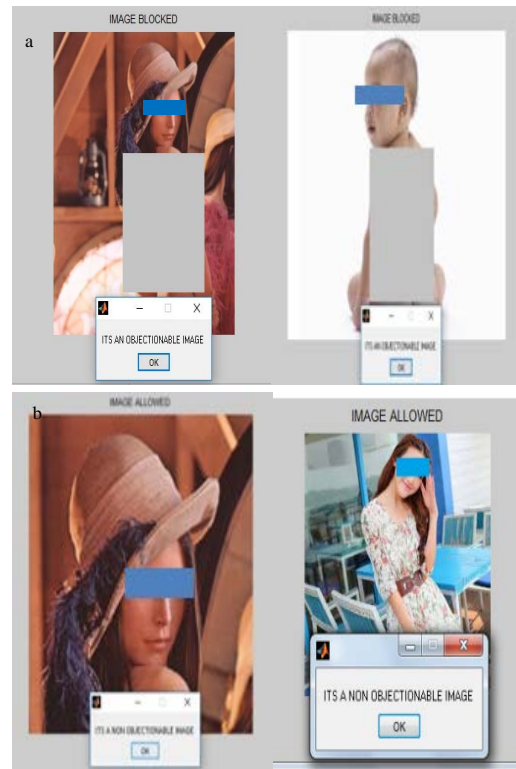 IMAGE BLOCKED
IMAGE BLOCKED
a
ITS AN OBJECTIONABLE IMAGE
OK
ITS AN OBJECTIONABLE IMAGE
OK
IMAGE ALLOWED
b
IMAGE ALLOWED
ITS A NON OBJECTIONABLE IMAGE
OK
ITS A NON OBJECTIONABLE IMAGE
OK